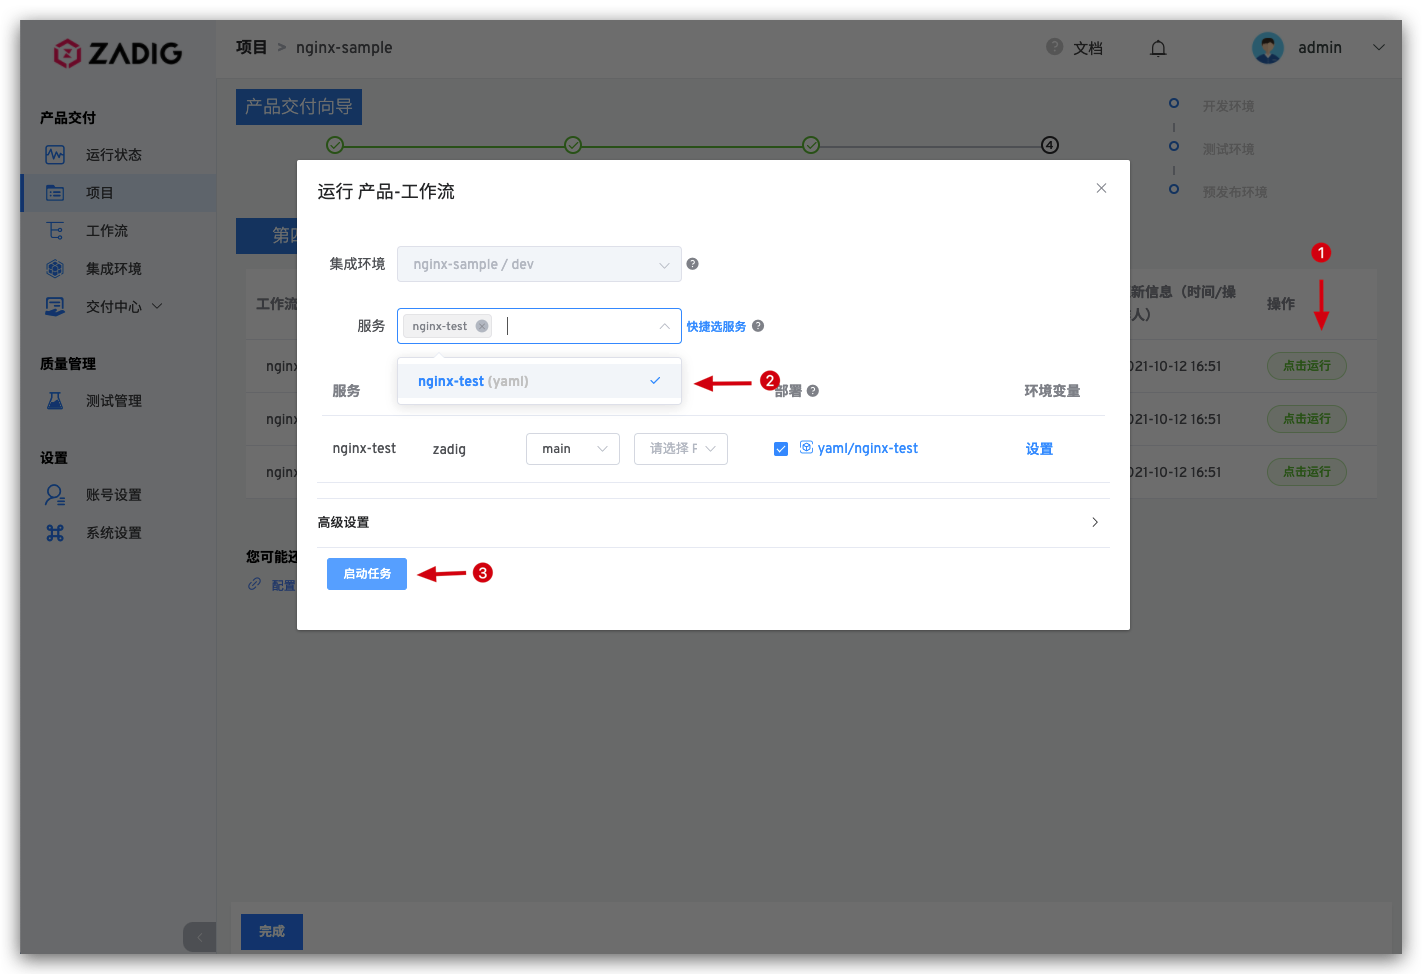 ZADIG
项目 > nginx-sample
文档
admin
产品交付
运行状态
项目
工作流
集成环境
交付中心
质量管理
测试管理
设置
账号设置
系统设置
产品交付向导
4
开发环境
测试环境
预发布环境
第四
工作流
新信息（时间/操
人）
操作
1
nginx
021-10-12 16:51
点击运行
nginx
021-10-12 16:51
点击运行
nginx
021-10-12 16:51
点击运行
您可能还
配置
运行 产品-工作流
集成环境
nginx-sample / dev
服务
nginx-test
快捷选服务
nginx-test (yaml)
2
服务
部署
环境变量
nginx-test
zadig
main
请选择 P
yaml/nginx-test
设置
高级设置
启动任务
3
完成